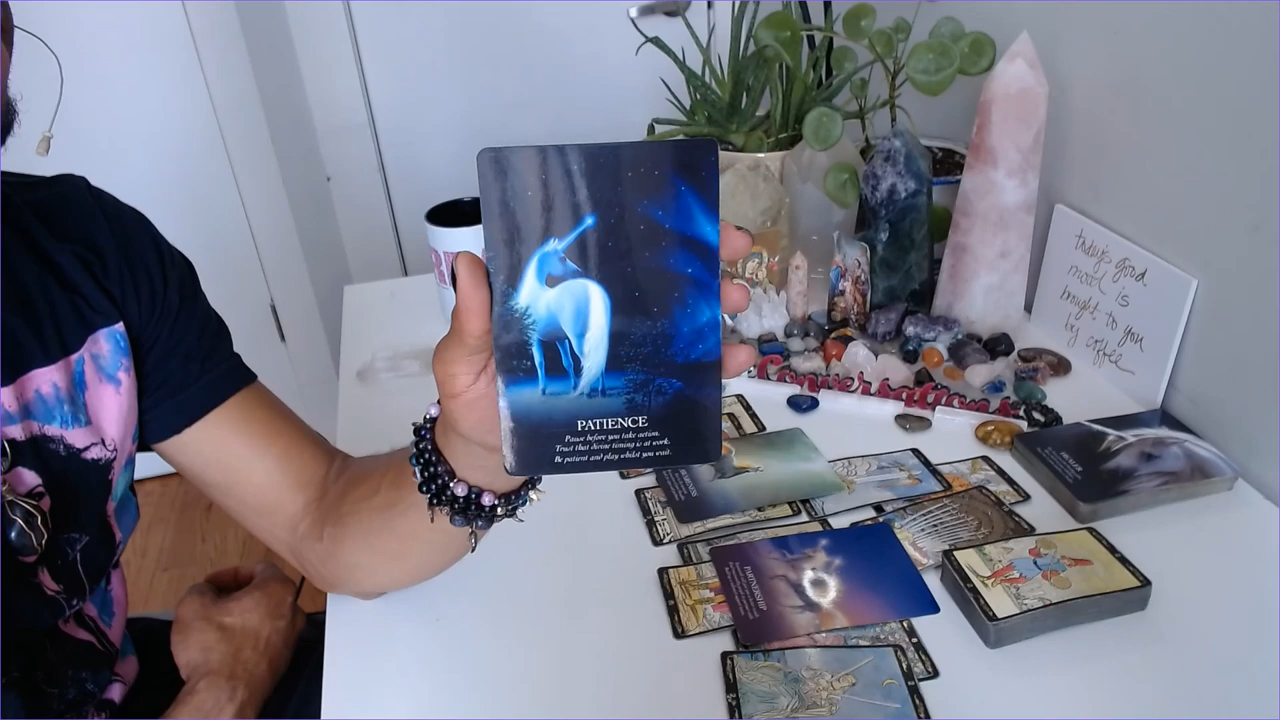 PATIENCE
Pause before you take action.
Trust that divine timing is at work.
Be patient and play whilst you wait.
today's good
mood is
brought to you
by coffee
Conversations
HEALER
PARTNERSHIP